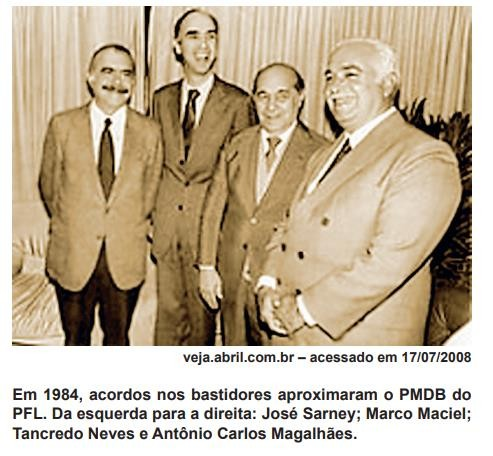 veja.abril.com.br – acessado em 17/07/2008
Em 1984, acordos nos bastidores aproximaram o PMDB do
PFL. Da esquerda para a direita: José Sarney; Marco Maciel;
Tancredo Neves e Antônio Carlos Magalhães.